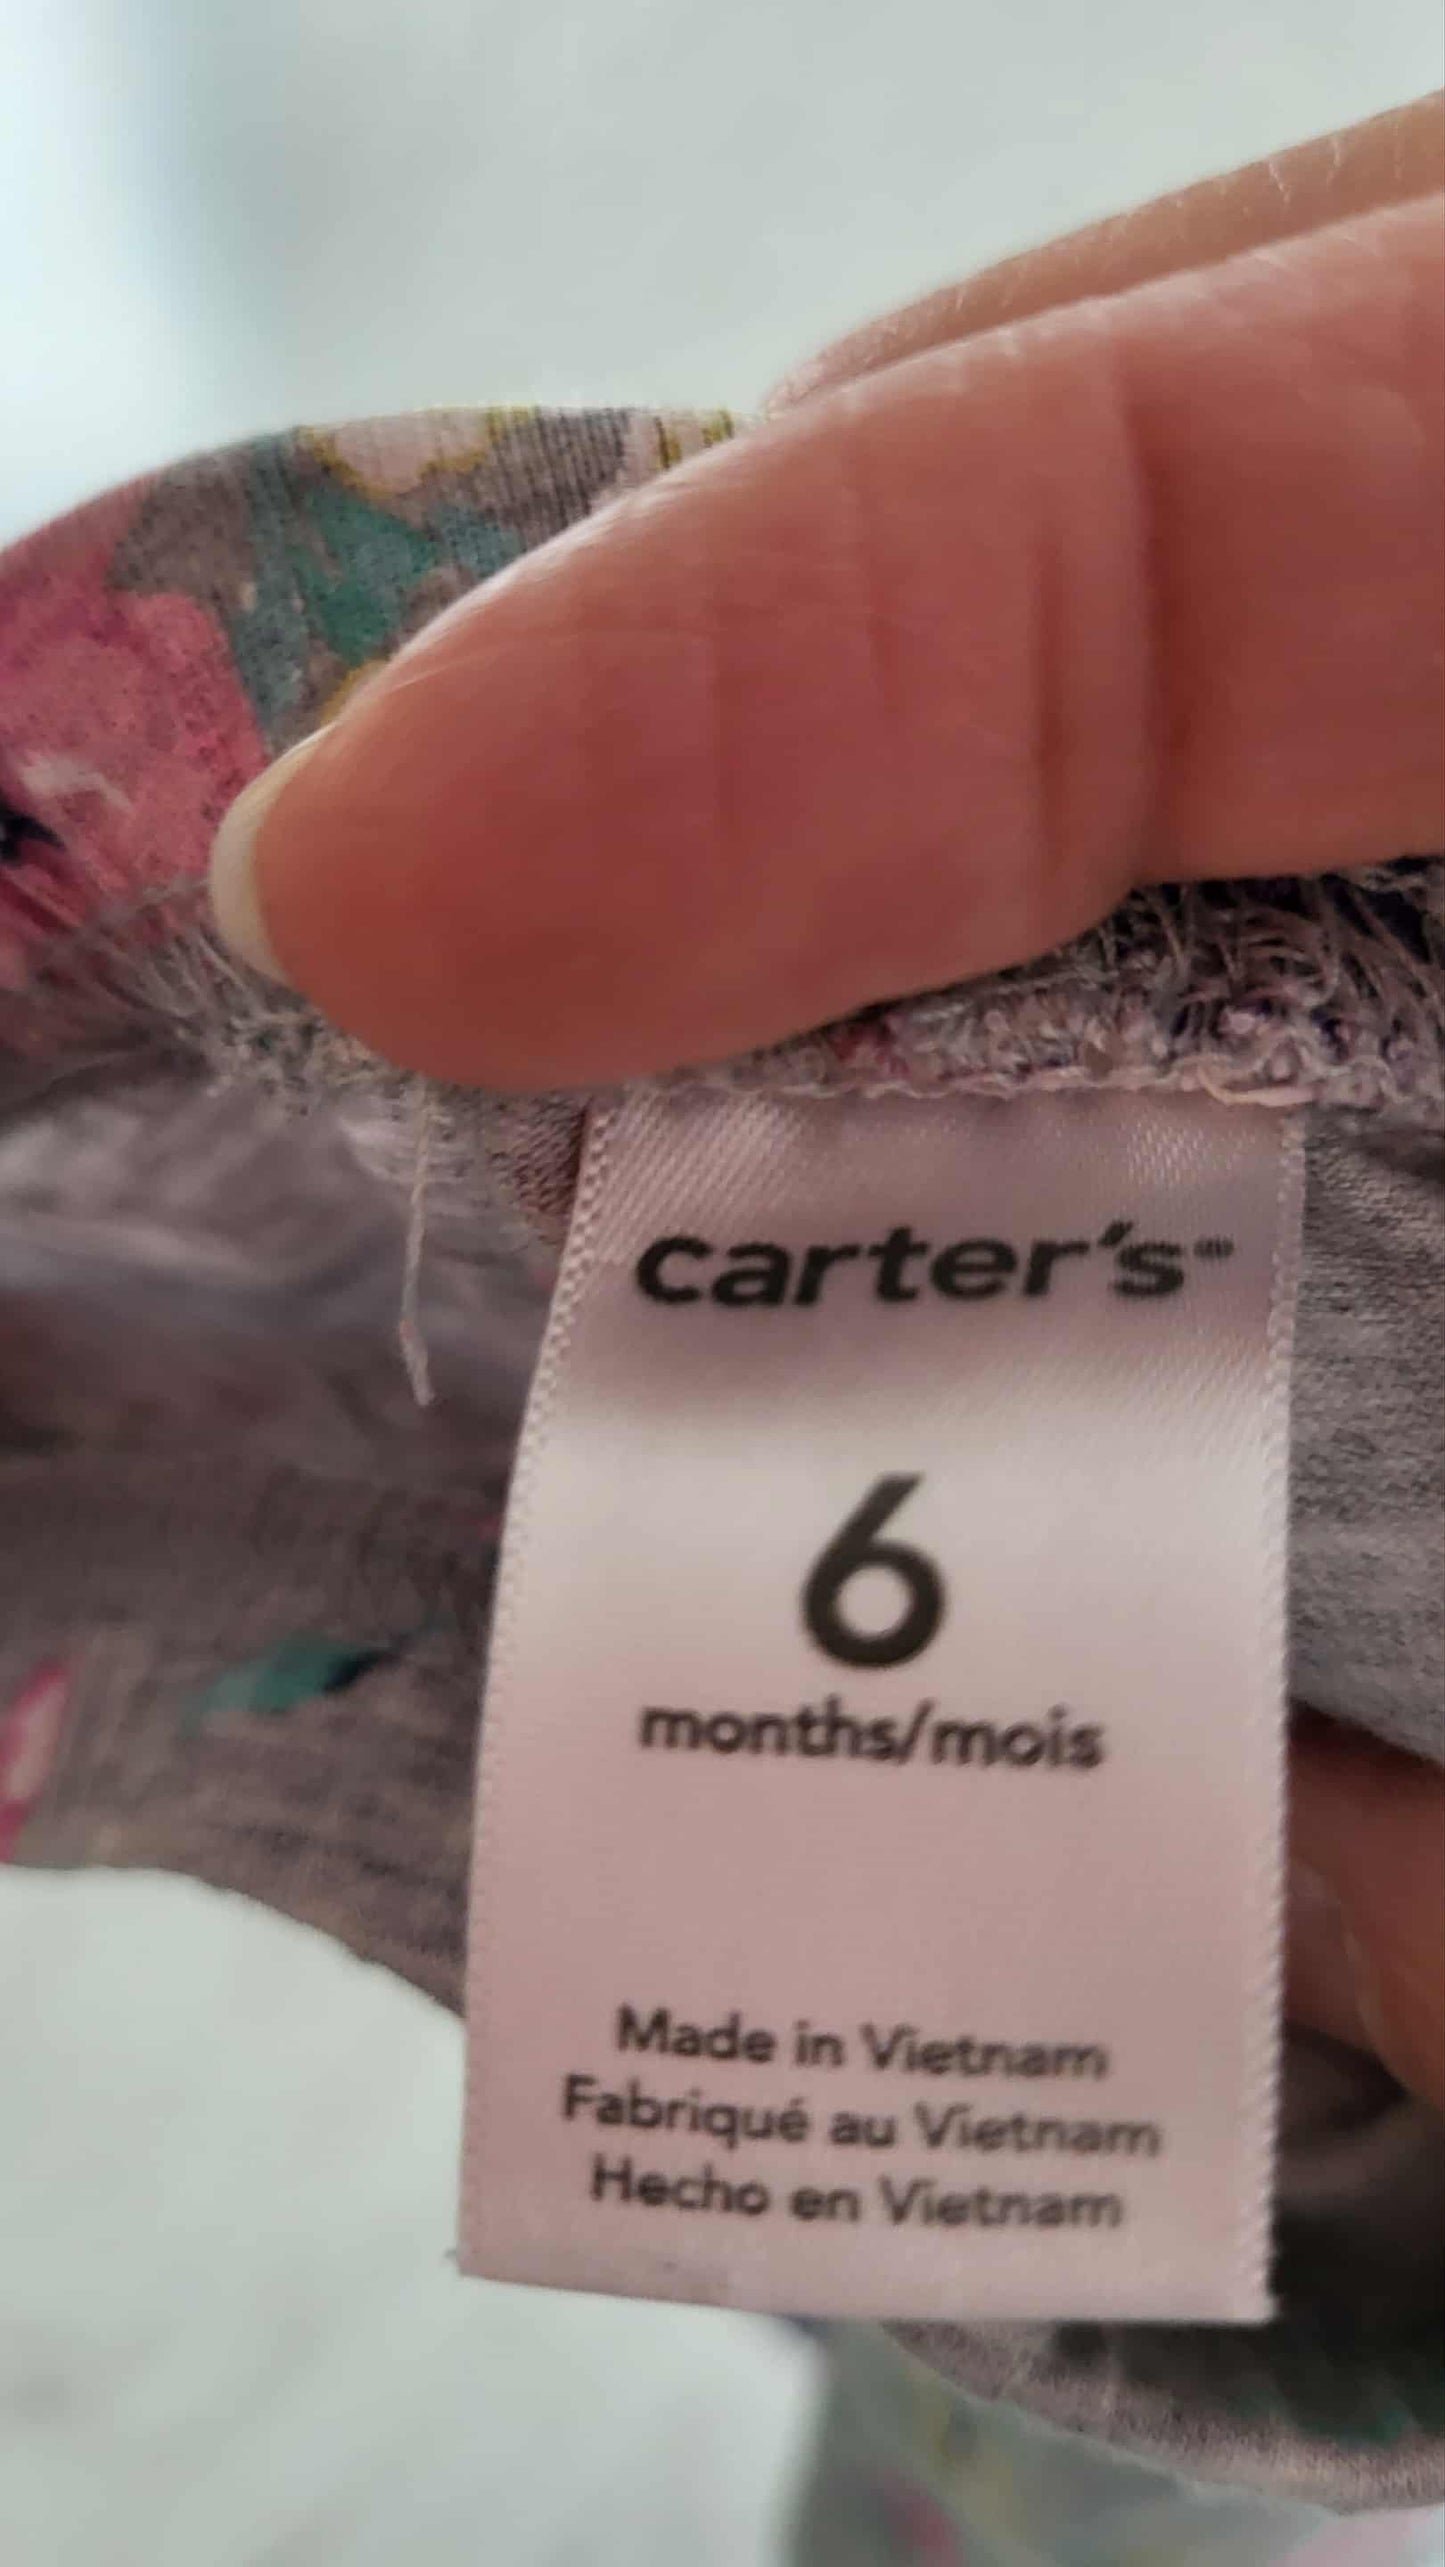 carter's
6
months/mois
Made in Vietnam
Fabriqué au Vietnam
Hecho en Vietnam